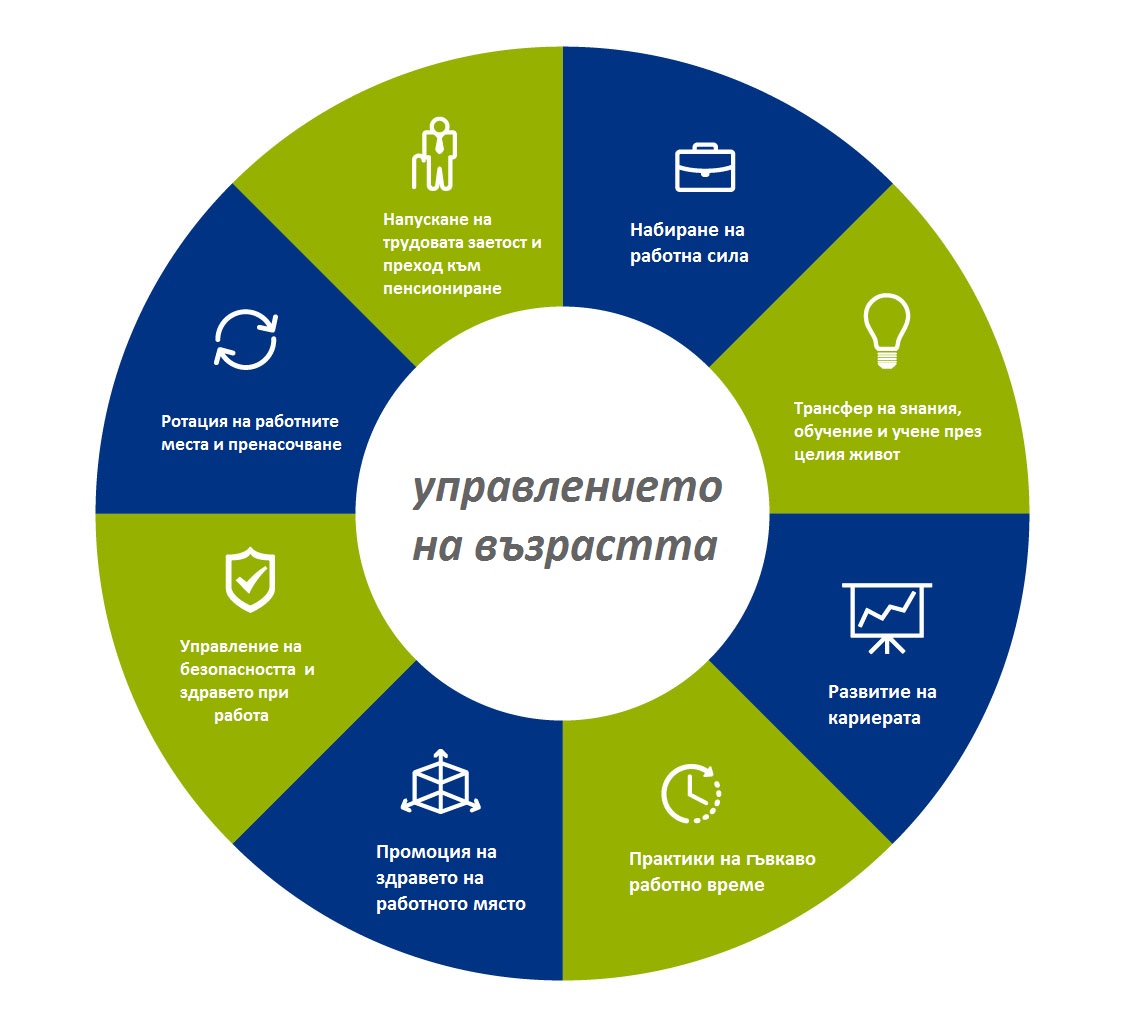 Напускане на
трудовата заетост и
преход към
пенсиониране
Набиране на
работна сила
Трансфер на знания,
обучение и учене през
целия живот
Развитие на
кариерата
Практики на гъвкаво
работно време
Промоция на
здравето на
работното място
Управление на
безопасността и
здравето при
работа
Ротация на работните
места и пренасочване
управлението
на възрастта